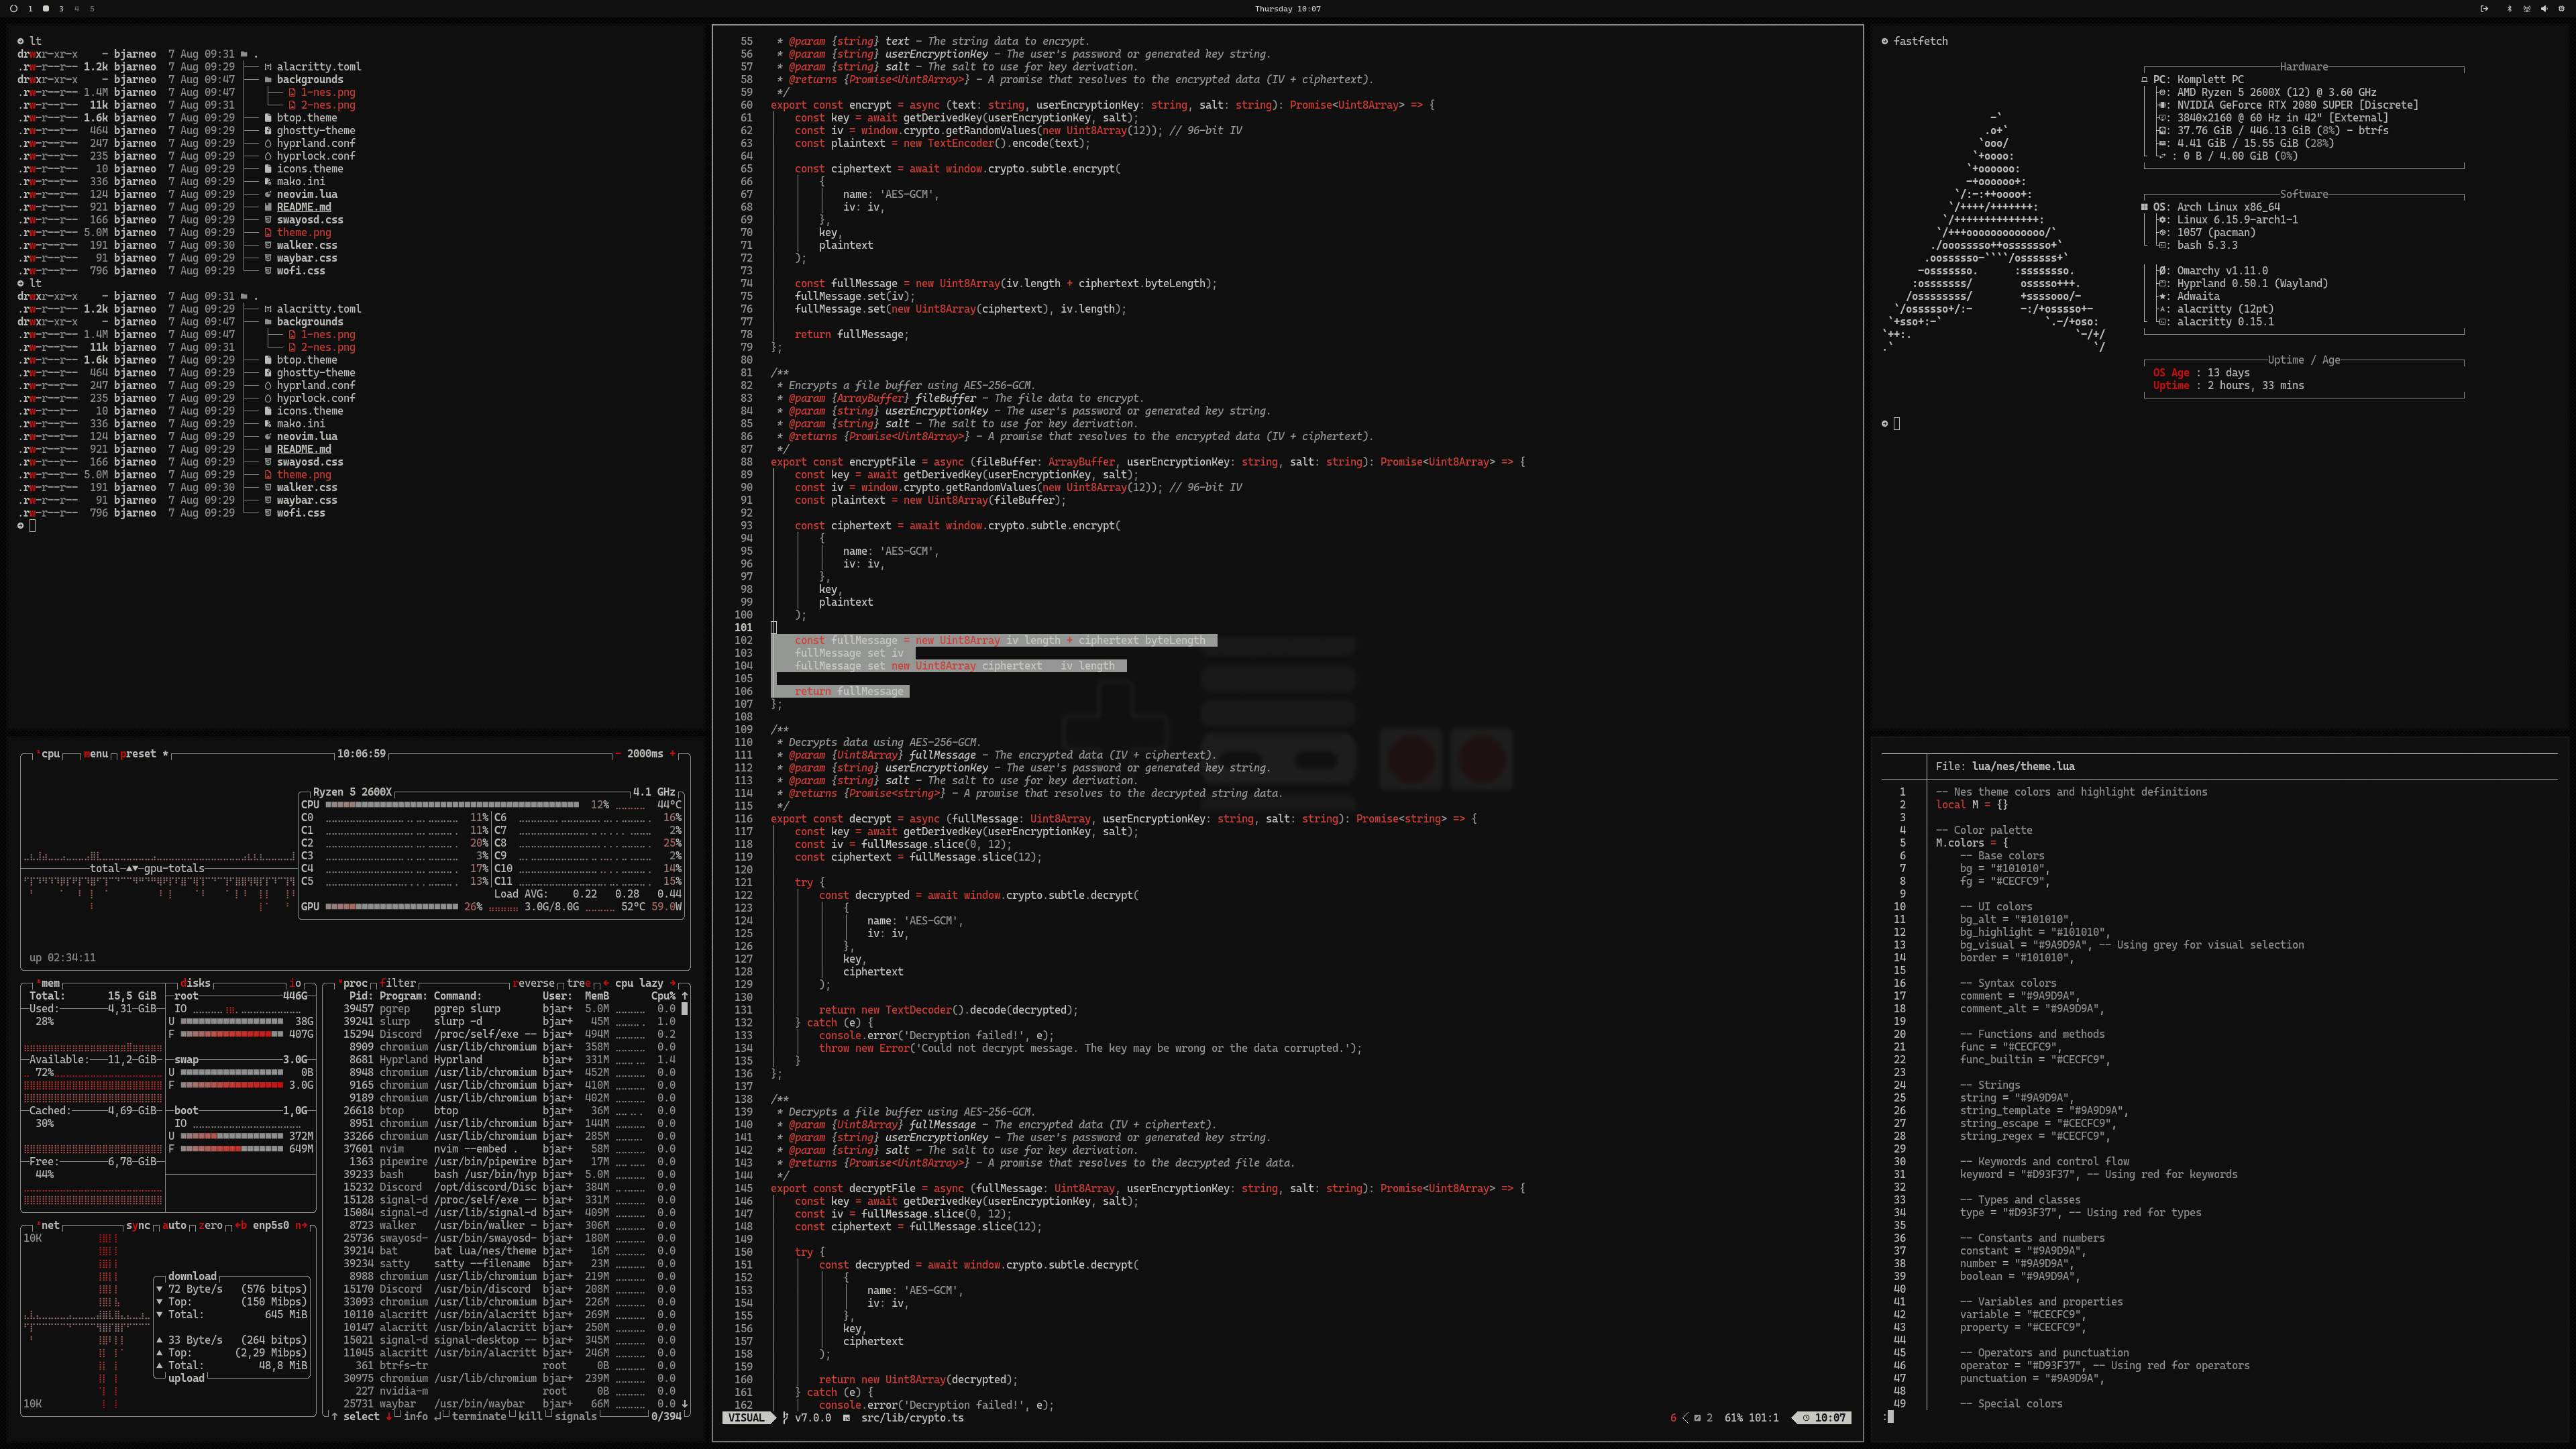 1 3 4 5
Thursday 10:07
lt
drwxr-xr-x - bjarneo 7 Aug 09:31 .
.rw-r--r-- 1.2k bjarneo 7 Aug 09:29 alacritty.toml
drwxr-xr-x - bjarneo 7 Aug 09:47 backgrounds
.rw-r--r-- 1.4M bjarneo 7 Aug 09:47 1-nes.png
.rw-r--r-- 11k bjarneo 7 Aug 09:31 2-nes.png
.rw-r--r-- 1.6k bjarneo 7 Aug 09:29 btop.theme
.rw-r--r-- 464 bjarneo 7 Aug 09:29 ghostty-theme
.rw-r--r-- 247 bjarneo 7 Aug 09:29 hyprland.conf
.rw-r--r-- 235 bjarneo 7 Aug 09:29 hyprlock.conf
.rw-r--r-- 10 bjarneo 7 Aug 09:29 icons.theme
.rw-r--r-- 336 bjarneo 7 Aug 09:29 mako.ini
.rw-r--r-- 124 bjarneo 7 Aug 09:29 neovim.lua
.rw-r--r-- 921 bjarneo 7 Aug 09:29 README.md
.rw-r--r-- 166 bjarneo 7 Aug 09:29 swayosd.css
.rw-r--r-- 5.0M bjarneo 7 Aug 09:29 theme.png
.rw-r--r-- 191 bjarneo 7 Aug 09:30 walker.css
.rw-r--r-- 91 bjarneo 7 Aug 09:29 waybar.css
.rw-r--r-- 796 bjarneo 7 Aug 09:29 wofi.css
lt
drwxr-xr-x - bjarneo 7 Aug 09:31 .
.rw-r--r-- 1.2k bjarneo 7 Aug 09:29 alacritty.toml
drwxr-xr-x - bjarneo 7 Aug 09:47 backgrounds
.rw-r--r-- 1.4M bjarneo 7 Aug 09:47 1-nes.png
.rw-r--r-- 11k bjarneo 7 Aug 09:31 2-nes.png
.rw-r--r-- 1.6k bjarneo 7 Aug 09:29 btop.theme
.rw-r--r-- 464 bjarneo 7 Aug 09:29 ghostty-theme
.rw-r--r-- 247 bjarneo 7 Aug 09:29 hyprland.conf
.rw-r--r-- 235 bjarneo 7 Aug 09:29 hyprlock.conf
.rw-r--r-- 10 bjarneo 7 Aug 09:29 icons.theme
.rw-r--r-- 336 bjarneo 7 Aug 09:29 mako.ini
.rw-r--r-- 124 bjarneo 7 Aug 09:29 neovim.lua
.rw-r--r-- 921 bjarneo 7 Aug 09:29 README.md
.rw-r--r-- 166 bjarneo 7 Aug 09:29 swayosd.css
.rw-r--r-- 5.0M bjarneo 7 Aug 09:29 theme.png
.rw-r--r-- 191 bjarneo 7 Aug 09:30 walker.css
.rw-r--r-- 91 bjarneo 7 Aug 09:29 waybar.css
.rw-r--r-- 796 bjarneo 7 Aug 09:29 wofi.css
¹cpu menu preset * 10:06:59 - 2000ms +
Ryzen 5 2600X 4.1 GHz
CPU 12% 44°C
C0 11% C6 16%
C1 11% C7 2%
C2 20% C8 25%
C3 3% C9 2%
total ▲▼ gpu-totals
C4 17% C10 14%
C5 13% C11 15%
Load AVG: 0.22 0.28 0.44
GPU 26% 3.0G/8.0G 52°C 59.0W
up 02:34:11
²mem disks io
Total: 15,5 GiB root 446G
Used: 4,31 GiB IO
28% U 38G
F 407G
Available: 11,2 GiB swap 3.0G
72% U 0B
F 3.0G
Cached: 4,69 GiB boot 1,0G
30% IO
U 372M
F 649M
Free: 6,78 GiB
44%
³net sync auto zero ←b enp5s0 n→
10K
download
▼ 72 Byte/s (576 bitps)
▼ Top: (150 Mibps)
▼ Total: 645 MiB
▲ 33 Byte/s (264 bitps)
▲ Top: (2,29 Mibps)
▲ Total: 48,8 MiB
upload
10K
⁴proc filter reverse tree ← cpu lazy →
Pid: Program: Command: User: MemB Cpu% ↑
39457 pgrep pgrep slurp bjar+ 5.0M 0.0
39241 slurp slurp -d bjar+ 45M 1.0
15294 Discord /proc/self/exe -- bjar+ 494M 0.2
8909 chromium /usr/lib/chromium bjar+ 358M 0.0
8681 Hyprland Hyprland bjar+ 331M 1.4
8948 chromium /usr/lib/chromium bjar+ 452M 0.0
9165 chromium /usr/lib/chromium bjar+ 410M 0.0
9189 chromium /usr/lib/chromium bjar+ 402M 0.0
26618 btop btop bjar+ 36M 0.0
8951 chromium /usr/lib/chromium bjar+ 144M 0.0
33266 chromium /usr/lib/chromium bjar+ 285M 0.0
37601 nvim nvim --embed . bjar+ 58M 0.0
1363 pipewire /usr/bin/pipewire bjar+ 17M 0.0
39233 bash /usr/bin/bin/hyp bjar+ 5.0M 0.0
15232 Discord /opt/discord/Disc bjar+ 384M 0.0
15128 signal-d /proc/self/exe -- bjar+ 331M 0.0
15084 signal-d /usr/lib/signal-d bjar+ 409M 0.0
8723 walker /usr/bin/walker - bjar+ 306M 0.0
25736 swayosd- /usr/bin/swayosd- bjar+ 180M 0.0
39214 bat bat lua/nes/theme bjar+ 16M 0.0
39234 satty satty --filename bjar+ 23M 0.0
8988 chromium /usr/lib/chromium bjar+ 219M 0.0
15170 Discord /usr/bin/discord bjar+ 208M 0.0
33093 chromium /usr/lib/chromium bjar+ 226M 0.0
10110 alacritt /usr/bin/alacritt bjar+ 269M 0.0
10147 alacritt /usr/bin/alacritt bjar+ 250M 0.0
15021 signal-d signal-desktop -- bjar+ 345M 0.0
11045 alacritt /usr/bin/alacritt bjar+ 246M 0.0
361 btrfs-tr root 0B 0.0
30975 chromium /usr/lib/chromium bjar+ 239M 0.0
227 nvidia-m root 0B 0.0
25731 waybar /usr/bin/waybar bjar+ 66M 0.0 ↓
↑ select ↓ info ↲ terminate kill signals 0/394
55 * @param {string} text - The string data to encrypt.
56 * @param {string} userEncryptionKey - The user's password or generated key string.
57 * @param {string} salt - The salt to use for key derivation.
58 * @returns {Promise<Uint8Array>} - A promise that resolves to the encrypted data (IV + ciphertext).
59 */
60 export const encrypt = async (text: string, userEncryptionKey: string, salt: string): Promise<Uint8Array> => {
61 const key = await getDerivedKey(userEncryptionKey, salt);
62 const iv = window.crypto.getRandomValues(new Uint8Array(12)); // 96-bit IV
63 const plaintext = new TextEncoder().encode(text);
64
65 const ciphertext = await window.crypto.subtle.encrypt(
66 {
67 name: 'AES-GCM',
68 iv: iv,
69 },
70 key,
71 plaintext
72 );
73
74 const fullMessage = new Uint8Array(iv.length + ciphertext.byteLength);
75 fullMessage.set(iv);
76 fullMessage.set(new Uint8Array(ciphertext), iv.length);
77
78 return fullMessage;
79 };
80
81 /**
82 * Encrypts a file buffer using AES-256-GCM.
83 * @param {ArrayBuffer} fileBuffer - The file data to encrypt.
84 * @param {string} userEncryptionKey - The user's password or generated key string.
85 * @param {string} salt - The salt to use for key derivation.
86 * @returns {Promise<Uint8Array>} - A promise that resolves to the encrypted data (IV + ciphertext).
87 */
88 export const encryptFile = async (fileBuffer: ArrayBuffer, userEncryptionKey: string, salt: string): Promise<Uint8Array> => {
89 const key = await getDerivedKey(userEncryptionKey, salt);
90 const iv = window.crypto.getRandomValues(new Uint8Array(12)); // 96-bit IV
91 const plaintext = new Uint8Array(fileBuffer);
92
93 const ciphertext = await window.crypto.subtle.encrypt(
94 {
95 name: 'AES-GCM',
96 iv: iv,
97 },
98 key,
99 plaintext
100 );
101
102 const fullMessage = new Uint8Array iv length + ciphertext byteLength
103 fullMessage set iv
104 fullMessage set new Uint8Array ciphertext iv length
105
106 return fullMessage
107 };
108
109 /**
110 * Decrypts data using AES-256-GCM.
111 * @param {Uint8Array} fullMessage - The encrypted data (IV + ciphertext).
112 * @param {string} userEncryptionKey - The user's password or generated key string.
113 * @param {string} salt - The salt to use for key derivation.
114 * @returns {Promise<string>} - A promise that resolves to the decrypted string data.
115 */
116 export const decrypt = async (fullMessage: Uint8Array, userEncryptionKey: string, salt: string): Promise<string> => {
117 const key = await getDerivedKey(userEncryptionKey, salt);
118 const iv = fullMessage.slice(0, 12);
119 const ciphertext = fullMessage.slice(12);
120
121 try {
122 const decrypted = await window.crypto.subtle.decrypt(
123 {
124 name: 'AES-GCM',
125 iv: iv,
126 },
127 key,
128 ciphertext
129 );
130
131 return new TextDecoder().decode(decrypted);
132 } catch (e) {
133 console.error('Decryption failed!', e);
134 throw new Error('Could not decrypt message. The key may be wrong or the data corrupted.');
135 }
136 };
137
138 /**
139 * Decrypts a file buffer using AES-256-GCM.
140 * @param {Uint8Array} fullMessage - The encrypted data (IV + ciphertext).
141 * @param {string} userEncryptionKey - The user's password or generated key string.
142 * @param {string} salt - The salt to use for key derivation.
143 * @returns {Promise<Uint8Array>} - A promise that resolves to the decrypted file data.
144 */
145 export const decryptFile = async (fullMessage: Uint8Array, userEncryptionKey: string, salt: string): Promise<Uint8Array> => {
146 const key = await getDerivedKey(userEncryptionKey, salt);
147 const iv = fullMessage.slice(0, 12);
148 const ciphertext = fullMessage.slice(12);
149
150 try {
151 const decrypted = await window.crypto.subtle.decrypt(
152 {
153 name: 'AES-GCM',
154 iv: iv,
155 },
156 key,
157 ciphertext
158 );
159
160 return new Uint8Array(decrypted);
161 } catch (e) {
162 console.error('Decryption failed!', e);
VISUAL v7.0.0 src/lib/crypto.ts 6 2 61% 101:1 10:07
fastfetch
Hardware
PC: Komplett PC
: AMD Ryzen 5 2600X (12) @ 3.60 GHz
: NVIDIA GeForce RTX 2080 SUPER [Discrete]
: 3840x2160 @ 60 Hz in 42" [External]
: 37.76 GiB / 446.13 GiB (8%) - btrfs
: 4.41 GiB / 15.55 GiB (28%)
: 0 B / 4.00 GiB (0%)
Software
OS: Arch Linux x86_64
: Linux 6.15.9-arch1-1
: 1057 (pacman)
: bash 5.3.3
: Omarchy v1.11.0
: Hyprland 0.50.1 (Wayland)
: Adwaita
: alacritty (12pt)
: alacritty 0.15.1
Uptime / Age
OS Age : 13 days
Uptime : 2 hours, 33 mins
File: lua/nes/theme.lua
1 -- Nes theme colors and highlight definitions
2 local M = {}
3
4 -- Color palette
5 M.colors = {
6 -- Base colors
7 bg = "#101010",
8 fg = "#CECFC9",
9
10 -- UI colors
11 bg_alt = "#101010",
12 bg_highlight = "#101010",
13 bg_visual = "#9A9D9A", -- Using grey for visual selection
14 border = "#101010",
15
16 -- Syntax colors
17 comment = "#9A9D9A",
18 comment_alt = "#9A9D9A",
19
20 -- Functions and methods
21 func = "#CECFC9",
22 func_builtin = "#CECFC9",
23
24 -- Strings
25 string = "#9A9D9A",
26 string_template = "#9A9D9A",
27 string_escape = "#CECFC9",
28 string_regex = "#CECFC9",
29
30 -- Keywords and control flow
31 keyword = "#D93F37", -- Using red for keywords
32
33 -- Types and classes
34 type = "#D93F37", -- Using red for types
35
36 -- Constants and numbers
37 constant = "#9A9D9A",
38 number = "#9A9D9A",
39 boolean = "#9A9D9A",
40
41 -- Variables and properties
42 variable = "#CECFC9",
43 property = "#CECFC9",
44
45 -- Operators and punctuation
46 operator = "#D93F37", -- Using red for operators
47 punctuation = "#9A9D9A",
48
49 -- Special colors
: